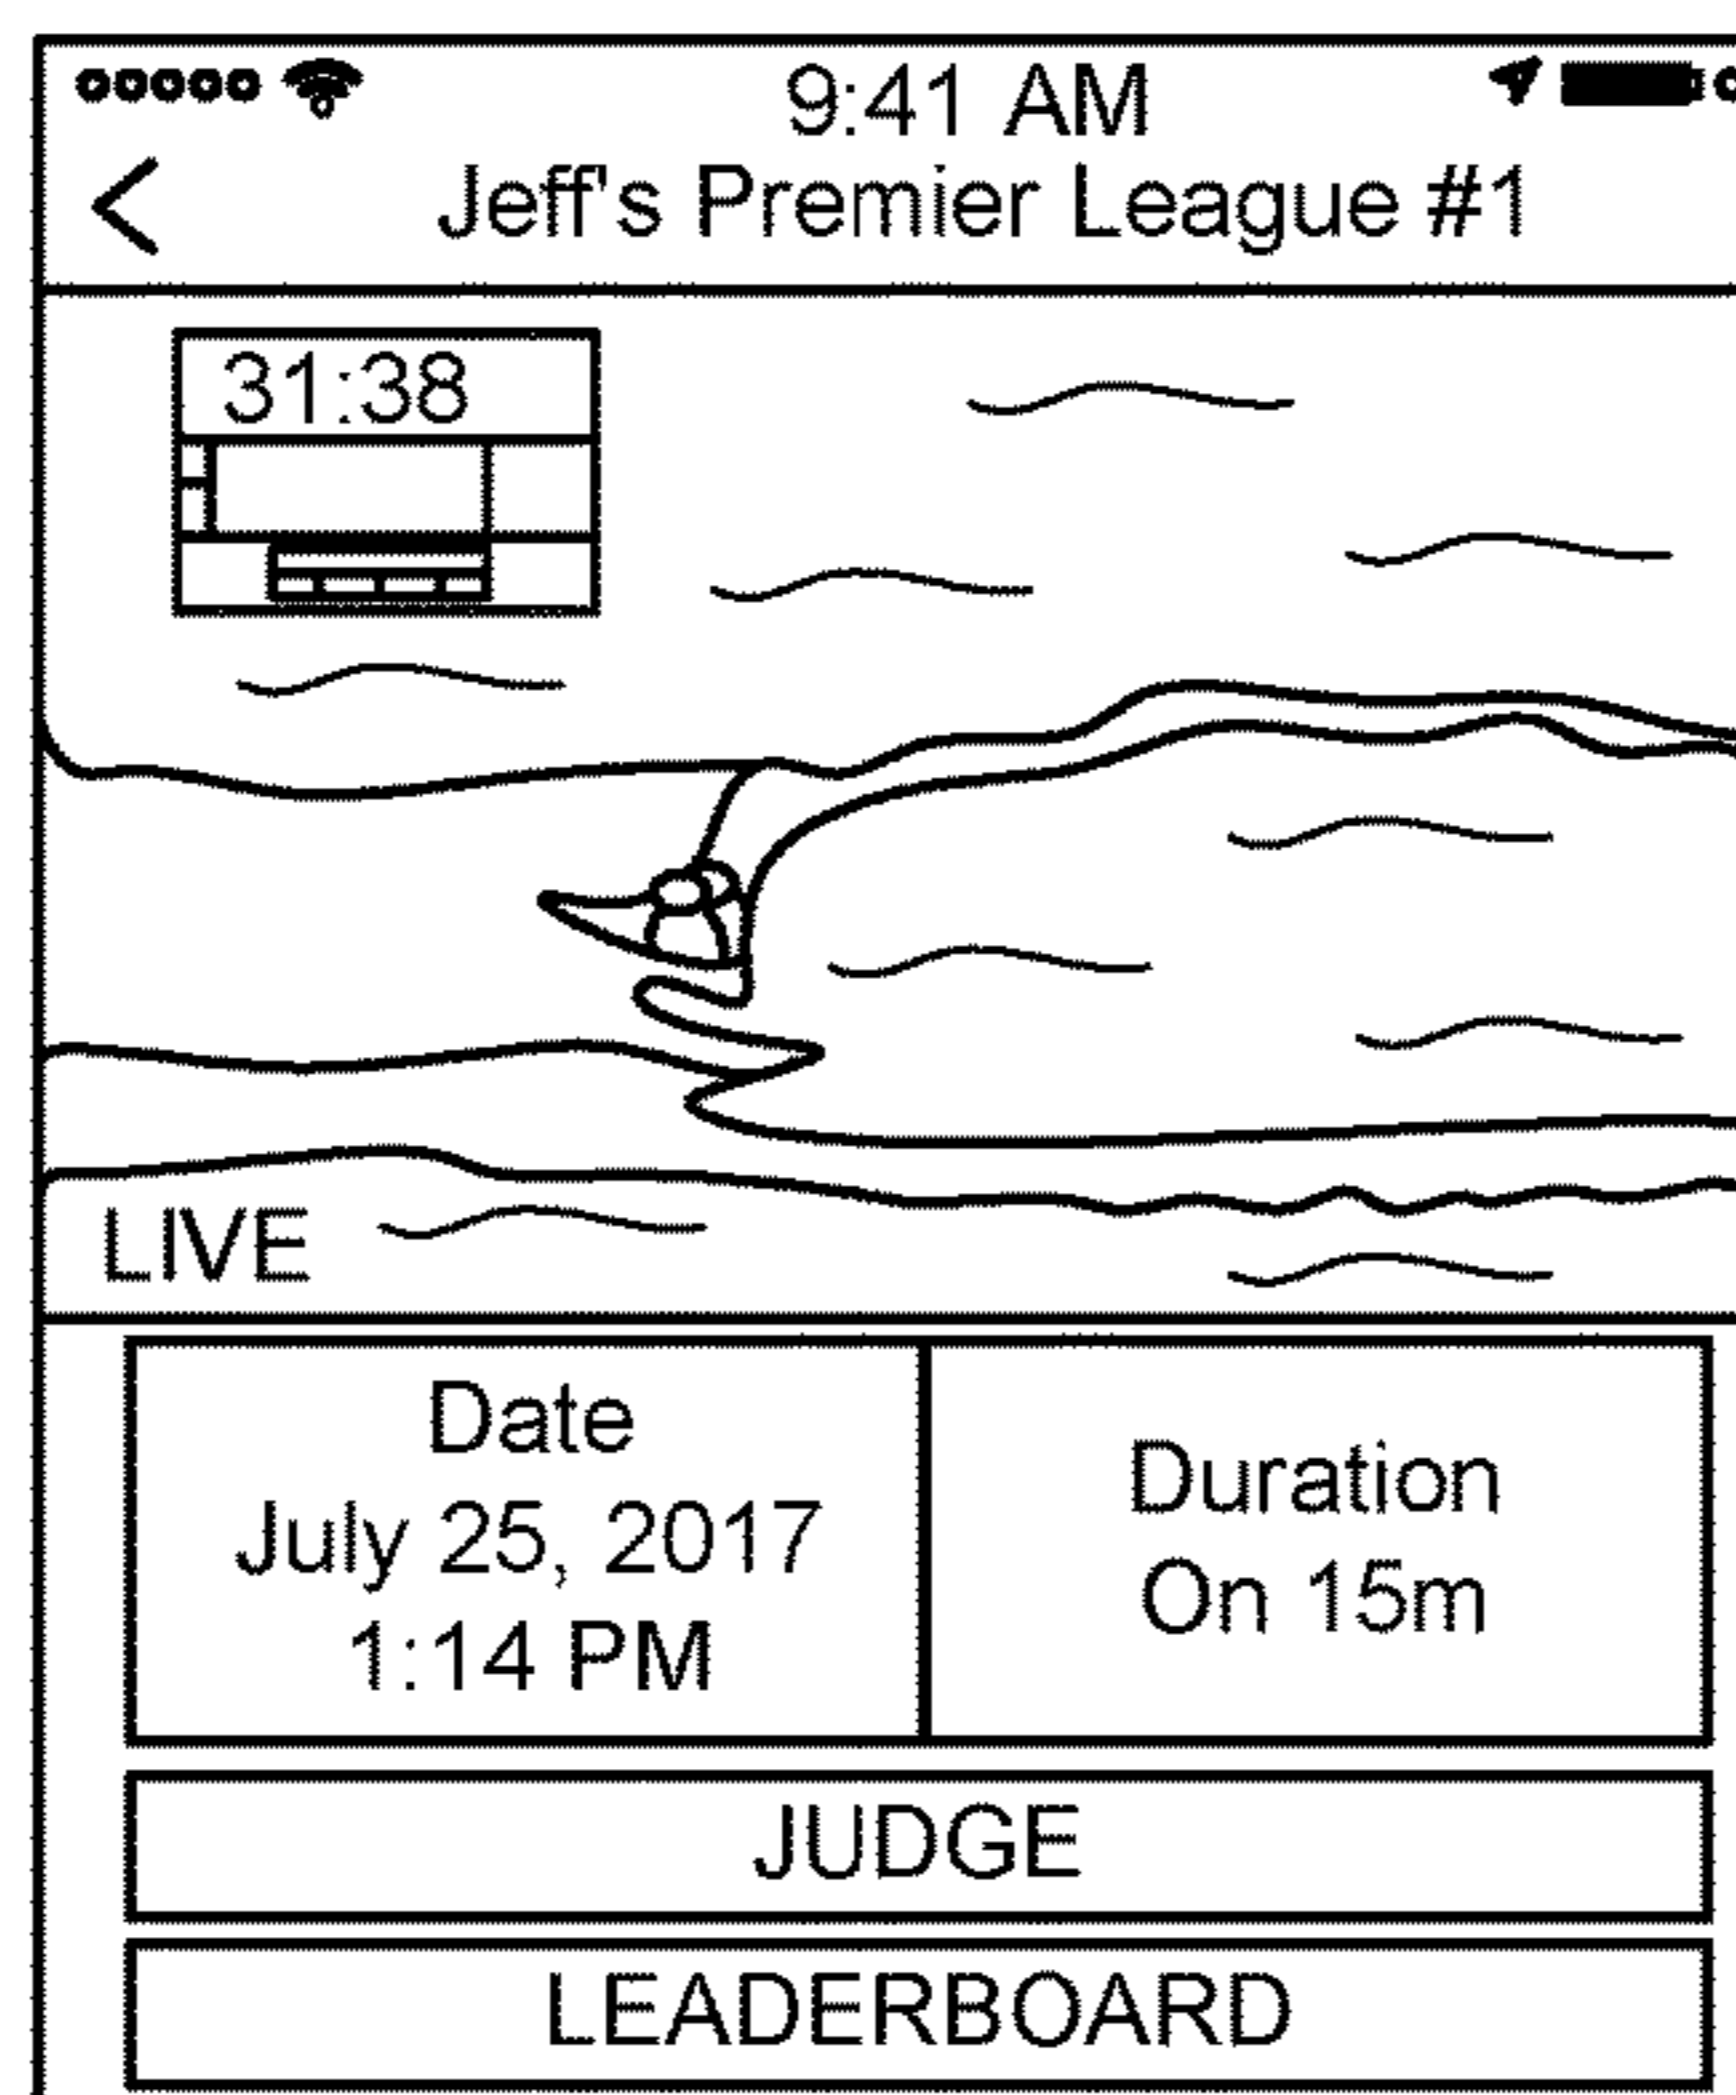 9:41 AM
Jeff's Premier League #1
31:38
LIVE
Date
July 25, 2017
1:14 PM
Duration
On 15m
JUDGE
LEADERBOARD